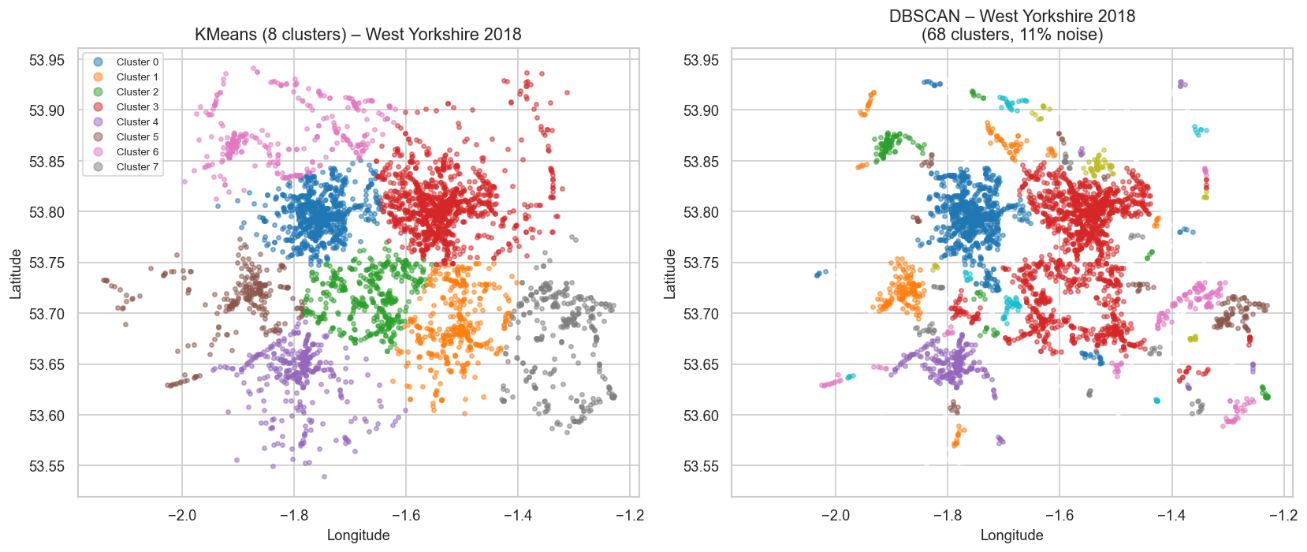 KMeans (8 clusters) – West Yorkshire 2018
Cluster 0
Cluster 1
Cluster 2
Cluster 3
Cluster 4
Cluster 5
Cluster 6
Cluster 7
53.95
53.90
53.85
53.80
53.75
53.70
53.65
53.60
53.55
Latitude
−2.0 −1.8 −1.6 −1.4 −1.2
Longitude
DBSCAN – West Yorkshire 2018
(68 clusters, 11% noise)
53.95
53.90
53.85
53.80
53.75
53.70
53.65
53.60
53.55
Latitude
−2.0 −1.8 −1.6 −1.4 −1.2
Longitude